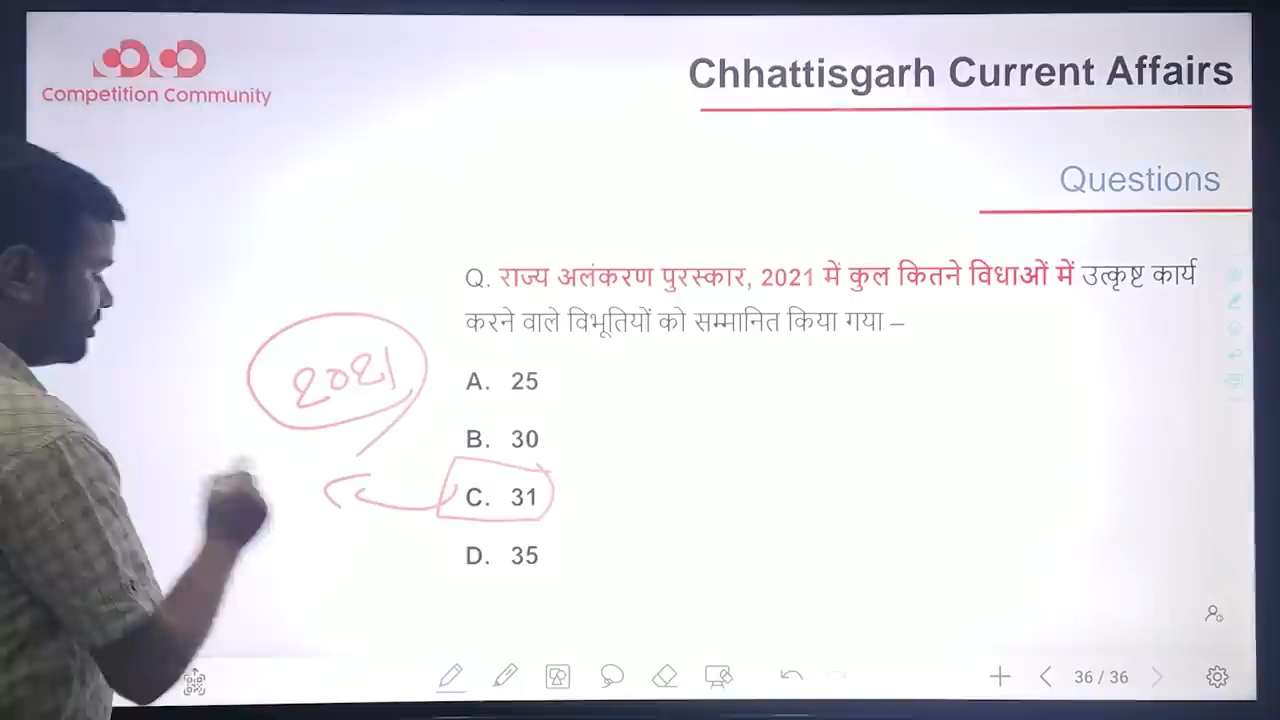 Competition Community
Chhattisgarh Current Affairs
Questions
Q. राज्य अलंकरण पुरस्कार, 2021 में कुल कितने विधाओं में उत्कृष्ट कार्य
करने वाले विभूतियों को सम्मानित किया गया –
2021
A. 25
B. 30
C. 31
D. 35
36 / 36